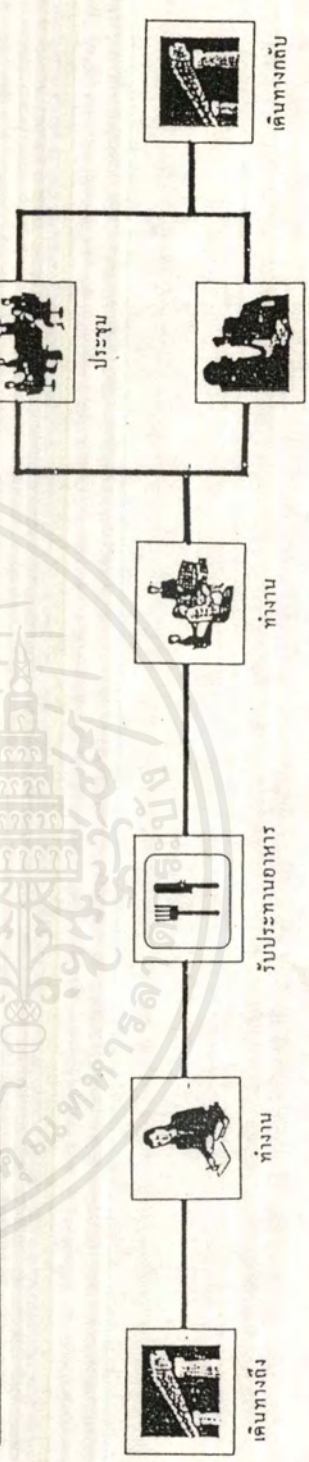 เดินทางถึง
ทำงาน
รับประทานอาหาร
ทำงาน
ประชุม
เดินทางกลับ